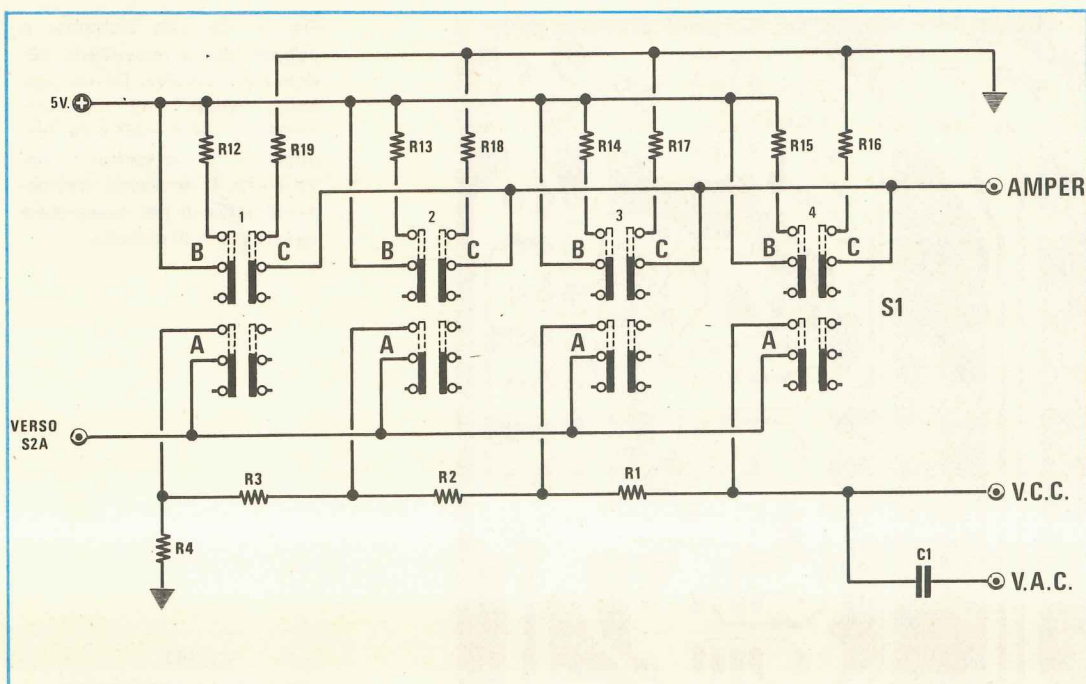 5V.
R12
R19
R13
R18
R14
R17
R15
R16
AMPER
1
2
3
4
B
C
B
C
B
C
B
C
S1
A
A
A
A
VERSO
S2A
R3
R2
R1
V.C.C.
R4
C1
V.A.C.